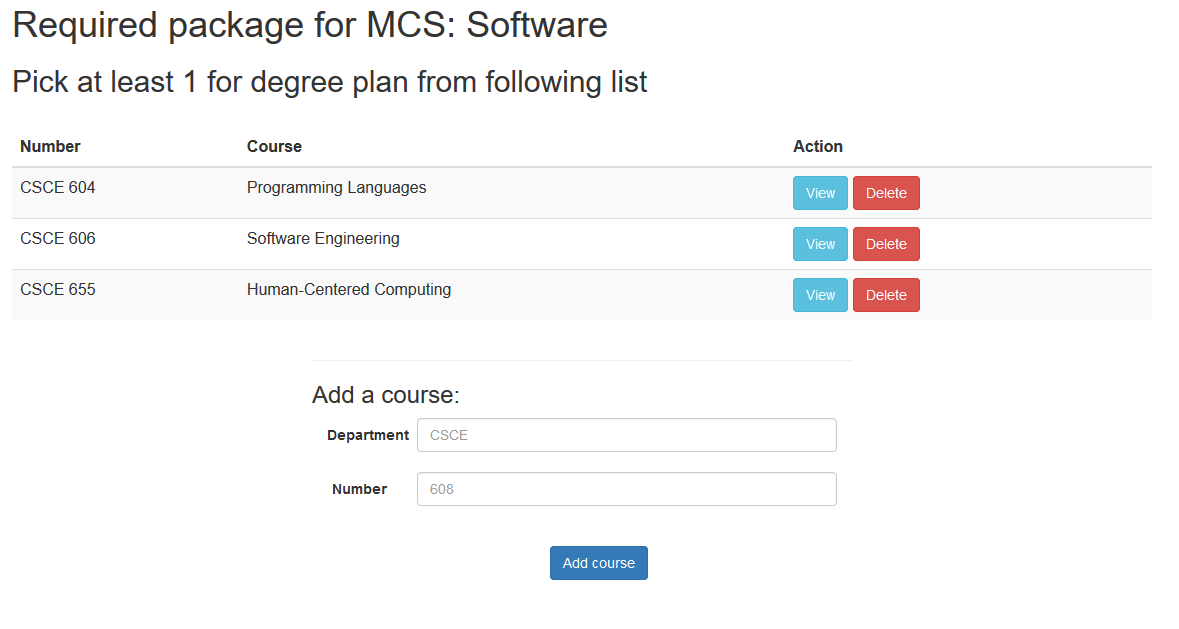 Required package for MCS: Software
Pick at least 1 for degree plan from following list
Number Course Action
CSCE 604 Programming Languages View Delete
CSCE 606 Software Engineering View Delete
CSCE 655 Human-Centered Computing View Delete
Add a course:
Department CSCE
Number 608
Add course